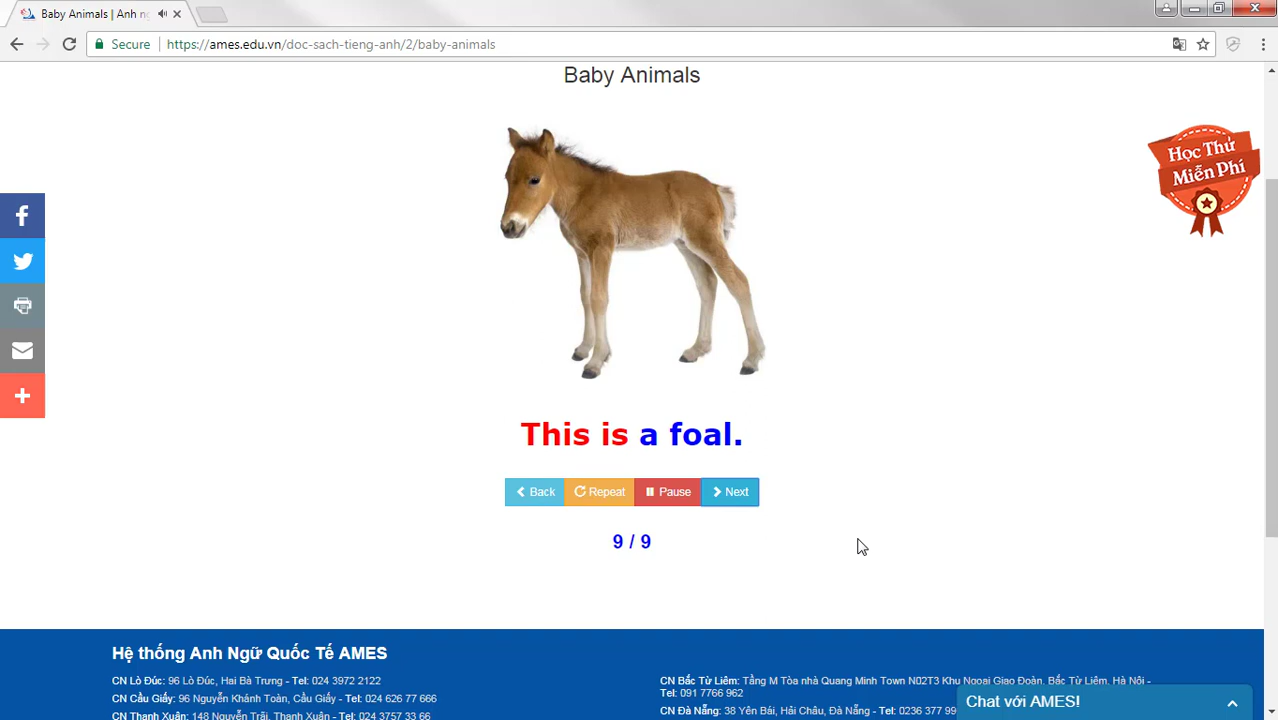 Baby Animals | Anh ng
Secure https://ames.edu.vn/doc-sach-tieng-anh/2/baby-animals
Baby Animals
Học Thử
Miễn Phí
This is a foal.
Back Repeat Pause Next
9 / 9
Hệ thống Anh Ngữ Quốc Tế AMES
CN Lò Đúc: 96 Lò Đúc, Hai Bà Trưng - Tel: 024 3972 2122
CN Cầu Giấy: 96 Nguyễn Khánh Toàn, Cầu Giấy - Tel: 024 626 77 666
CN Thanh Xuân: 148 Nguyễn Trãi, Thanh Xuân - Tel: 024 3757 33 66
CN Bắc Từ Liêm: Tầng M Tòa nhà Quang Minh Town N02T3 Khu Ngoại Giao Đoàn, Bắc Từ Liêm, Hà Nội -
Tel: 091 7766 962
CN Đà Nẵng: 38 Yên Bái, Hải Châu, Đà Nẵng - Tel: 0236 377 99
Chat với AMES!